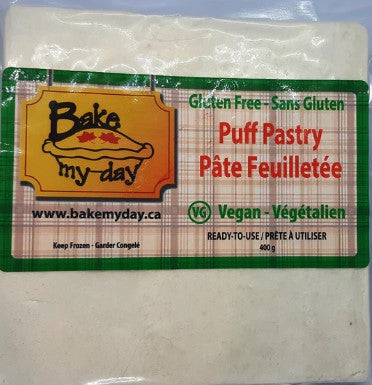 Bake
my day
www.bakemyday.ca
Keep Frozen - Garder Congelé
Gluten Free - Sans Gluten
Puff Pastry
Pâte Feuilletée
VG Vegan - Végétalien
READY-TO-USE / PRÊTE À UTILISER
400 g